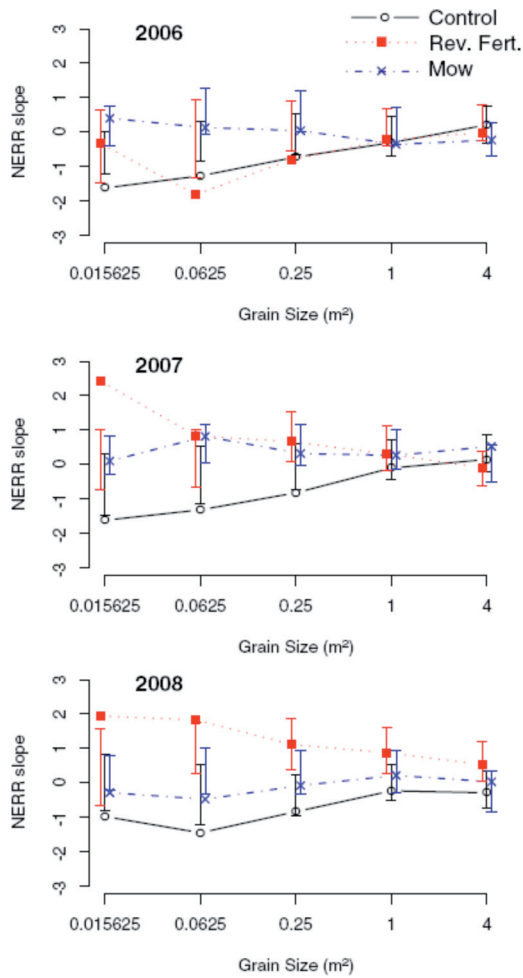 Control
Rev. Fert.
Mow
2006
NERR slope
3
2
1
0
-1
-2
-3
0.015625 0.0625 0.25 1 4
Grain Size (m²)
2007
NERR slope
3
2
1
0
-1
-2
-3
0.015625 0.0625 0.25 1 4
Grain Size (m²)
2008
NERR slope
3
2
1
0
-1
-2
-3
0.015625 0.0625 0.25 1 4
Grain Size (m²)